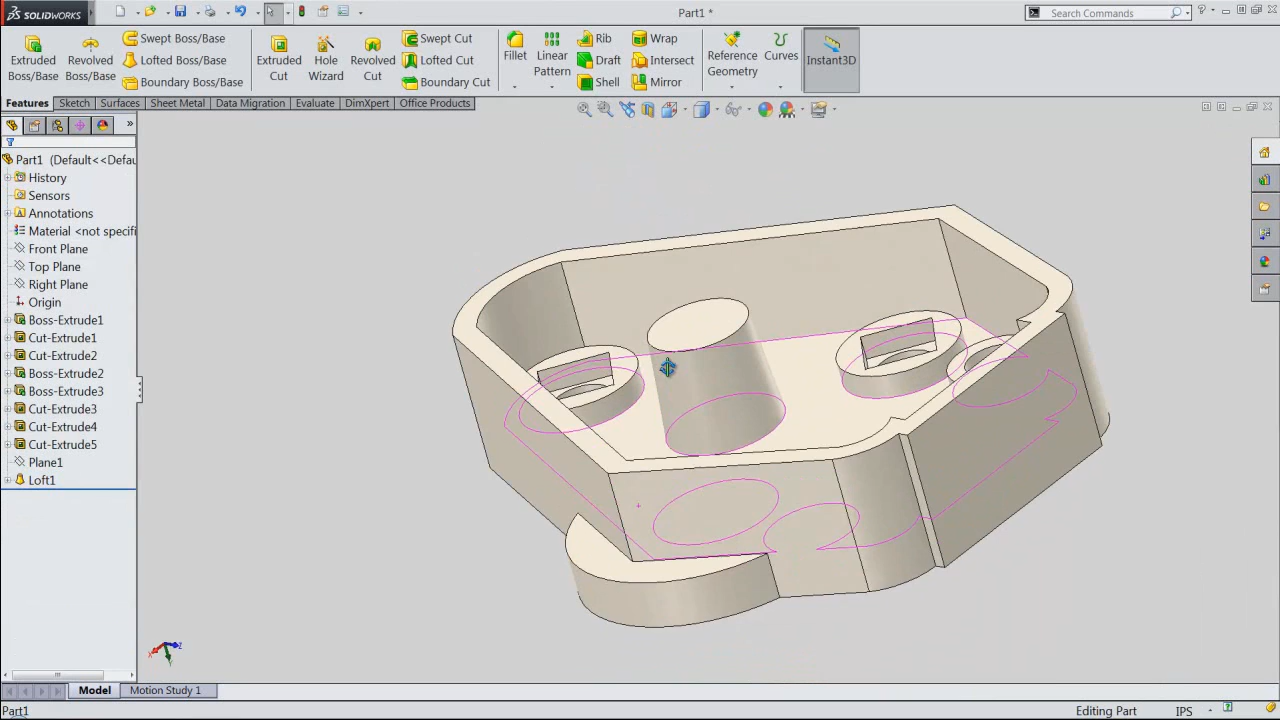 SOLIDWORKS
Part1 *
Search Commands
Extruded Boss/Base
Revolved Boss/Base
Swept Boss/Base
Lofted Boss/Base
Boundary Boss/Base
Extruded Cut
Hole Wizard
Revolved Cut
Swept Cut
Lofted Cut
Boundary Cut
Fillet
Linear Pattern
Rib
Draft
Shell
Wrap
Intersect
Mirror
Reference Geometry
Curves
Instant3D
Features
Sketch
Surfaces
Sheet Metal
Data Migration
Evaluate
DimXpert
Office Products
Part1 (Default<<Defau
History
Sensors
Annotations
Material <not specifi
Front Plane
Top Plane
Right Plane
Origin
Boss-Extrude1
Cut-Extrude1
Cut-Extrude2
Boss-Extrude2
Boss-Extrude3
Cut-Extrude3
Cut-Extrude4
Cut-Extrude5
Plane1
Loft1
Model
Motion Study 1
Part1
Editing Part
IPS